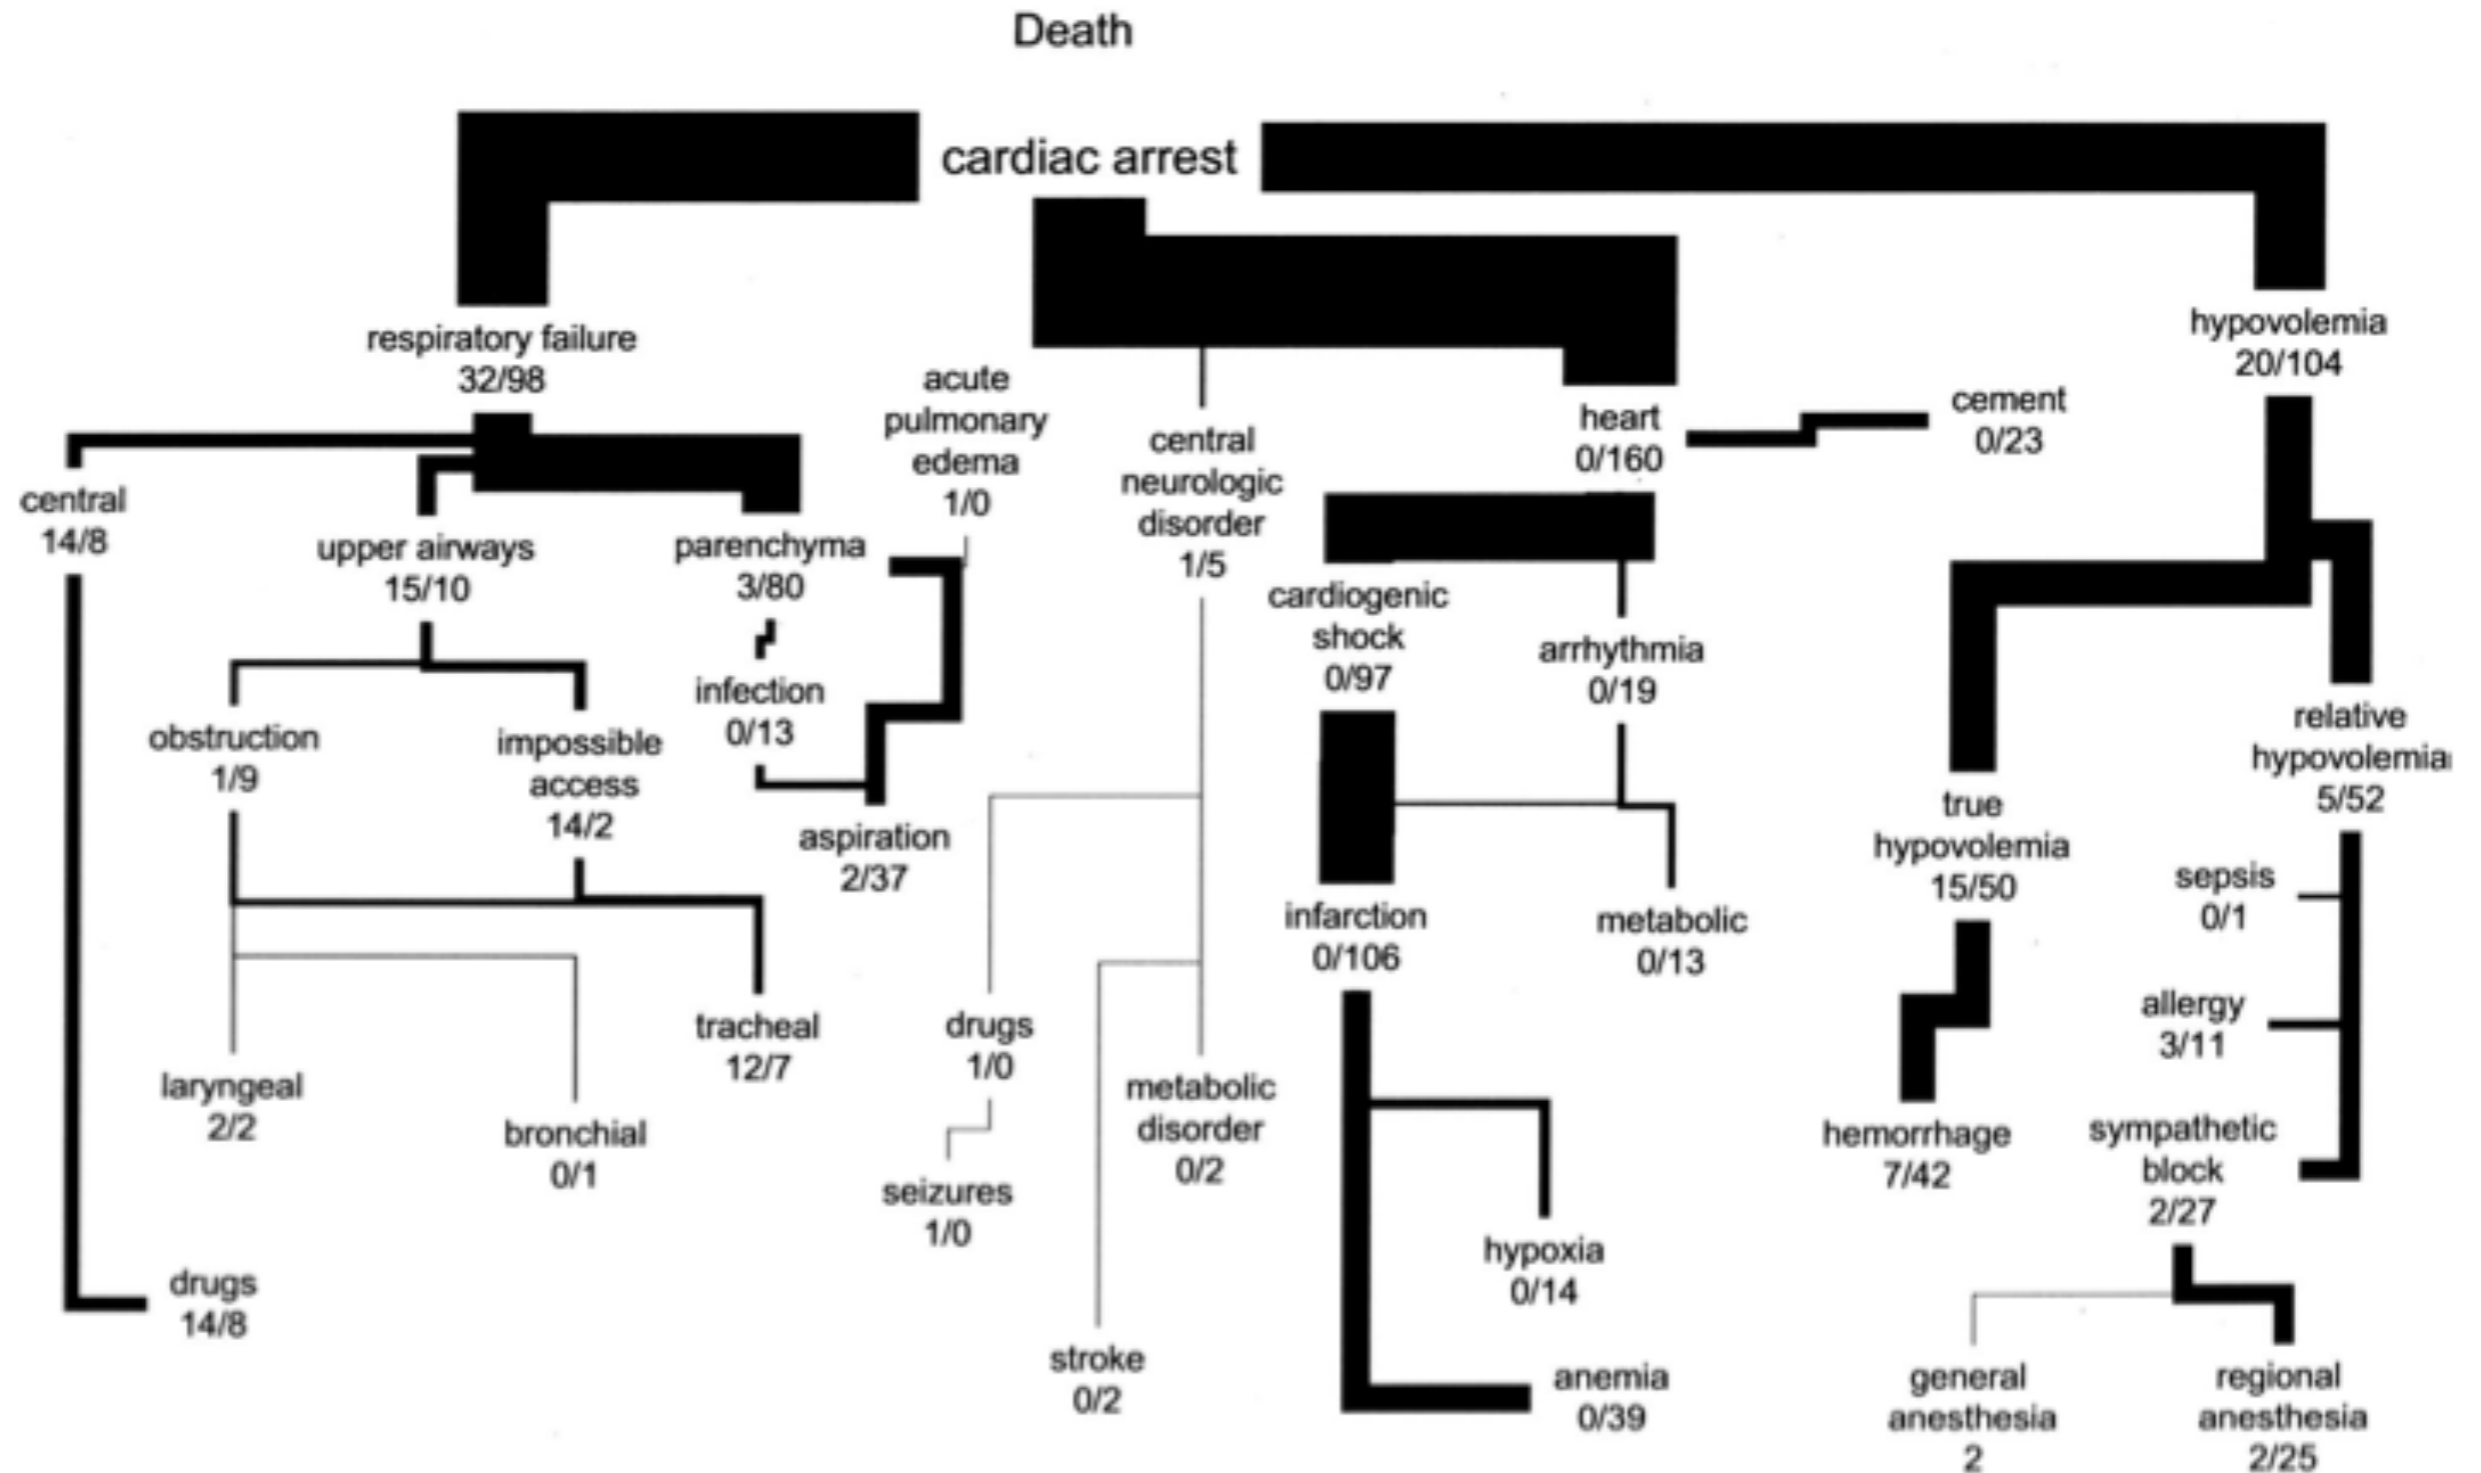 Death
cardiac arrest
respiratory failure
32/98
hypovolemia
20/104
acute
pulmonary
edema
1/0
central
neurologic
disorder
1/5
heart
0/160
cement
0/23
central
14/8
upper airways
15/10
parenchyma
3/80
cardiogenic
shock
0/97
arrhythmia
0/19
infection
0/13
obstruction
1/9
impossible
access
14/2
aspiration
2/37
relative
hypovolemia
5/52
true
hypovolemia
15/50
sepsis
0/1
infarction
0/106
metabolic
0/13
allergy
3/11
tracheal
12/7
drugs
1/0
laryngeal
2/2
bronchial
0/1
metabolic
disorder
0/2
hemorrhage
7/42
sympathetic
block
2/27
seizures
1/0
hypoxia
0/14
drugs
14/8
stroke
0/2
anemia
0/39
general
anesthesia
2
regional
anesthesia
2/25